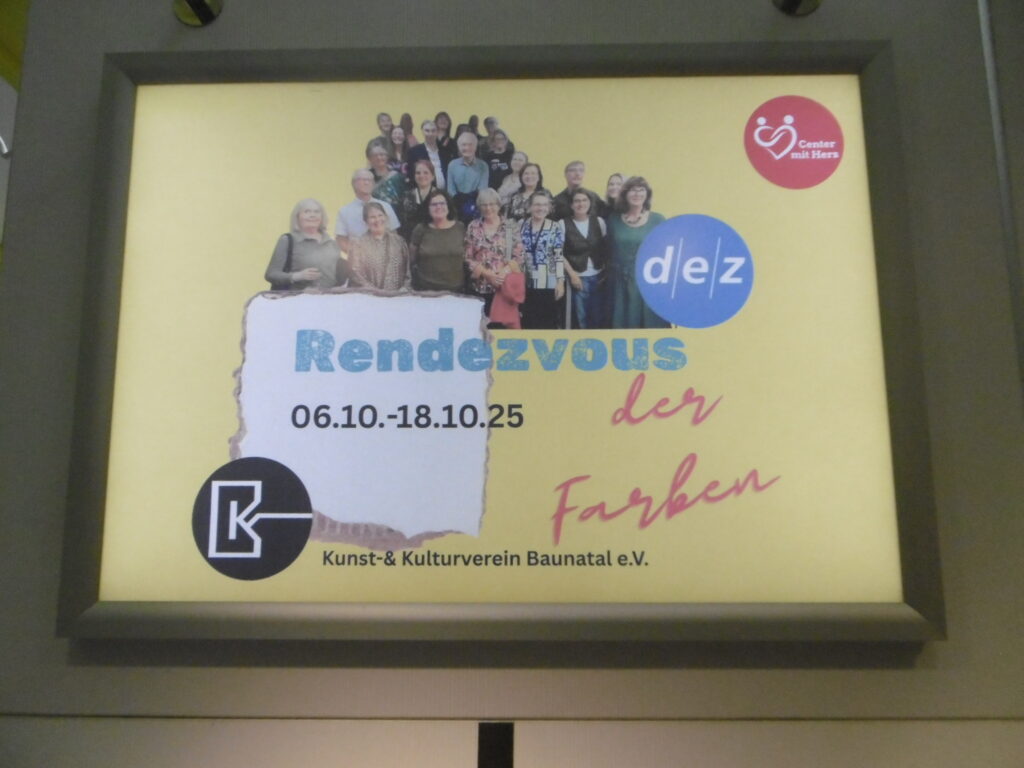 Center
mit Herz
d/e/z
Rendezvous
der
06.10.-18.10.25
Farben
K
Kunst-& Kulturverein Baunatal e.V.